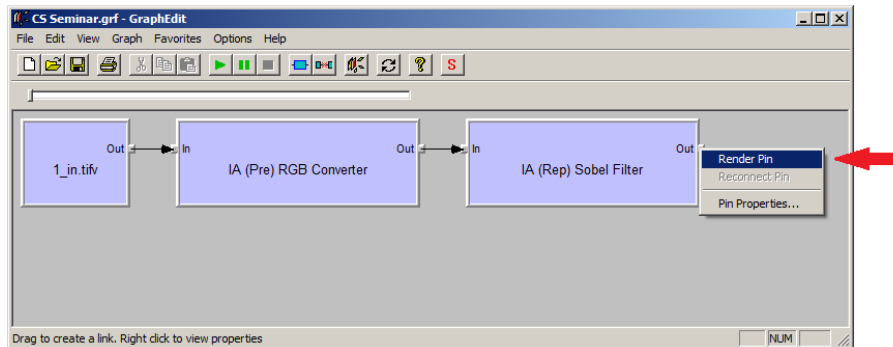 CS Seminar.grf - GraphEdit
File Edit View Graph Favorites Options Help
S
Out In Out In Out
1_in.tifv IA (Pre) RGB Converter IA (Rep) Sobel Filter
Render Pin
Reconnect Pin
Pin Properties...
Drag to create a link. Right click to view properties NUM